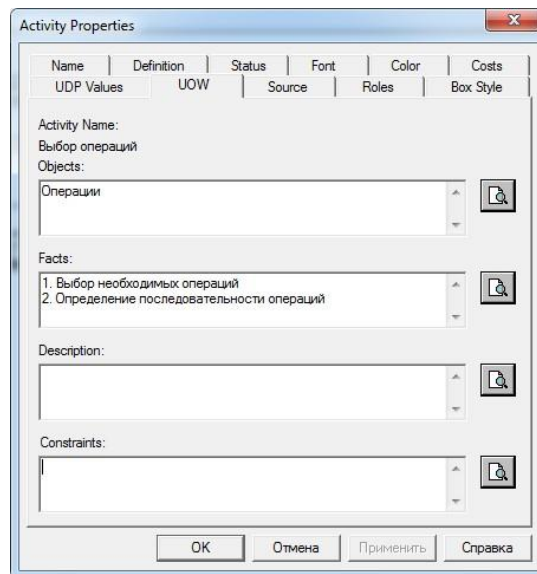 Activity Properties
Name Definition Status Font Color Costs
UDP Values UOW Source Roles Box Style
Activity Name:
Выбор операций
Objects:
Операции
Facts:
1. Выбор необходимых операций
2. Определение последовательности операций
Description:
Constraints:
OK Отмена Применить Справка